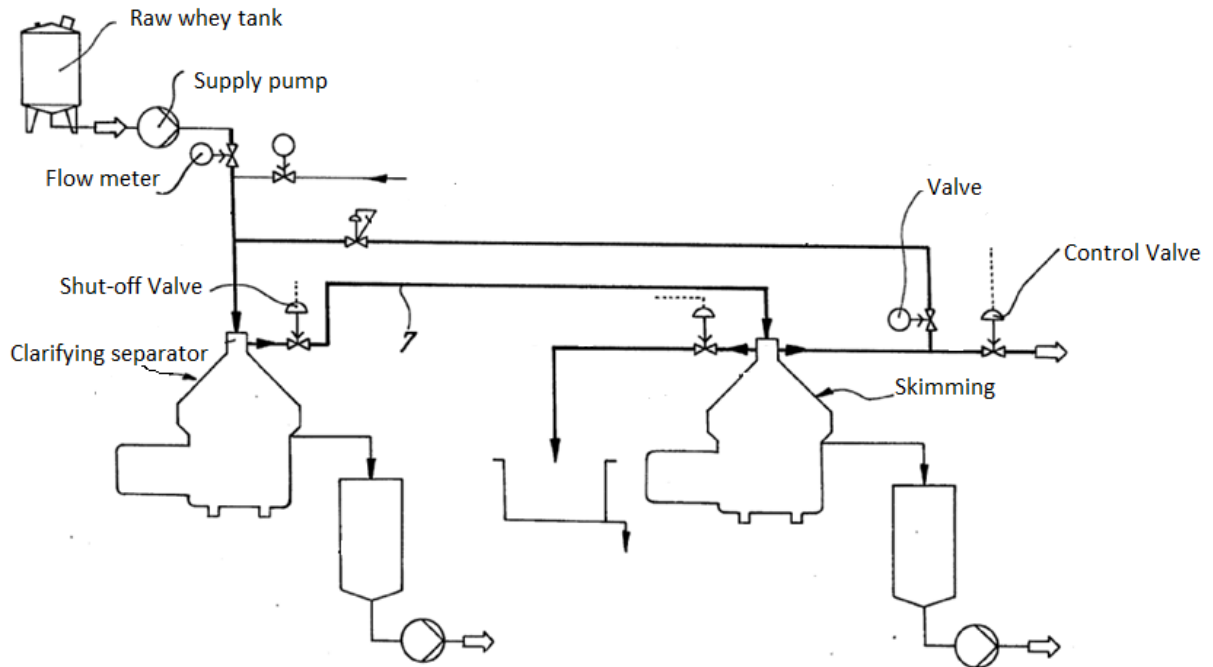 Raw whey tank
Supply pump
Flow meter
Valve
Control Valve
Shut-off Valve
7
Clarifying separator
Skimming